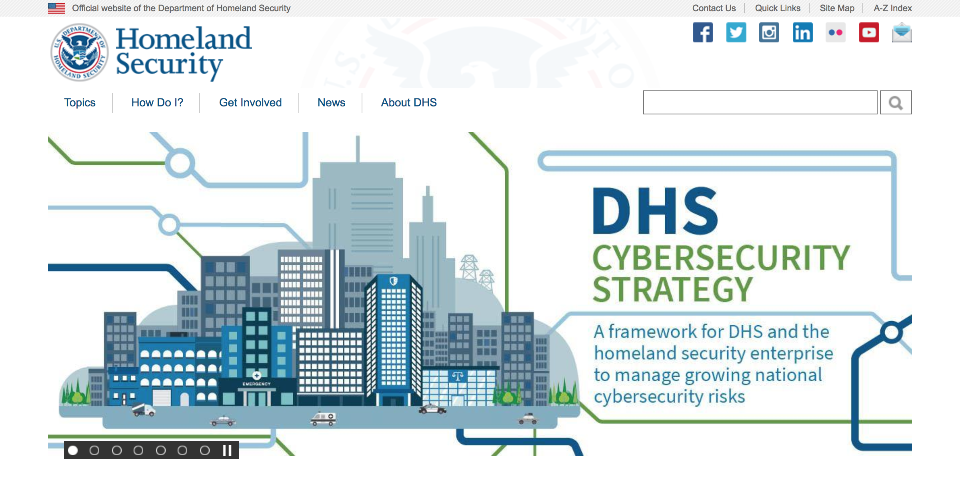 Official website of the Department of Homeland Security
Contact Us Quick Links Site Map A-Z Index
U.S. DEPARTMENT OF
HOMELAND SECURITY
Homeland
Security
Topics How Do I? Get Involved News About DHS
DHS
CYBERSECURITY
STRATEGY
A framework for DHS and the
homeland security enterprise
to manage growing national
cybersecurity risks
EMERGENCY